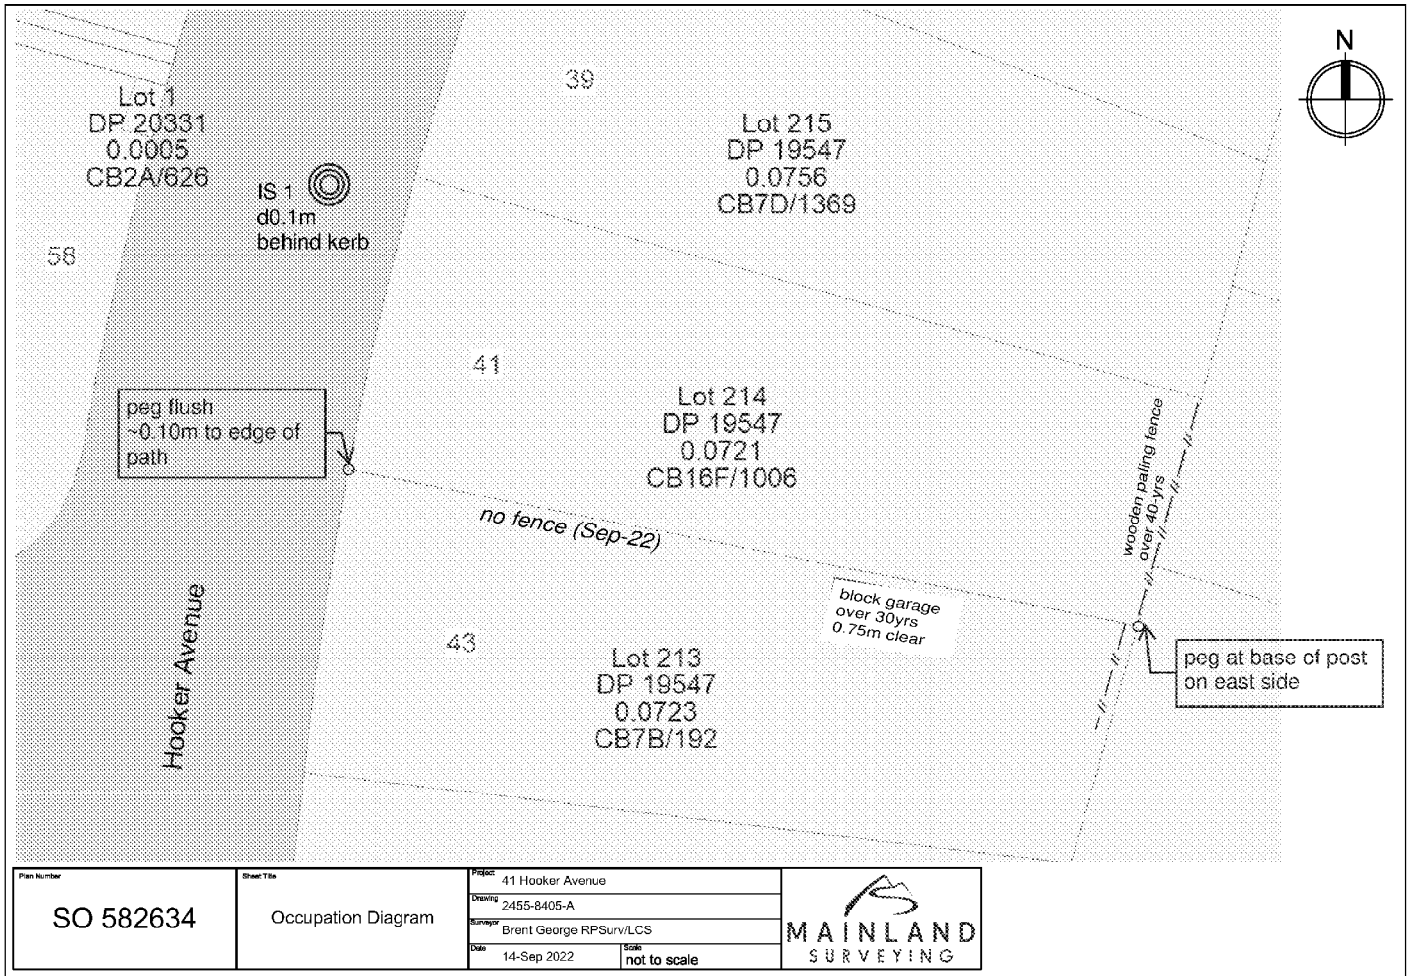 N
39
Lot 1
DP 20331
0.0005
CB2A/626
Lot 215
DP 19547
0.0756
CB7D/1369
IS 1
d0.1m
behind kerb
58
41
Lot 214
DP 19547
0.0721
CB16F/1006
peg flush
~0.10m to edge of
path
wooden paling fence
over 40-yrs
no fence (Sep-22)
block garage
over 30yrs
0.75m clear
Hooker Avenue
43
Lot 213
DP 19547
0.0723
CB7B/192
peg at base of post
on east side
Plan Number
SO 582634
Sheet Title
Occupation Diagram
Project
41 Hooker Avenue
Drawing
2455-8405-A
Surveyor
Brent George RPSurv/LCS
Date
14-Sep 2022
Scale
not to scale
MAINLAND
SURVEYING